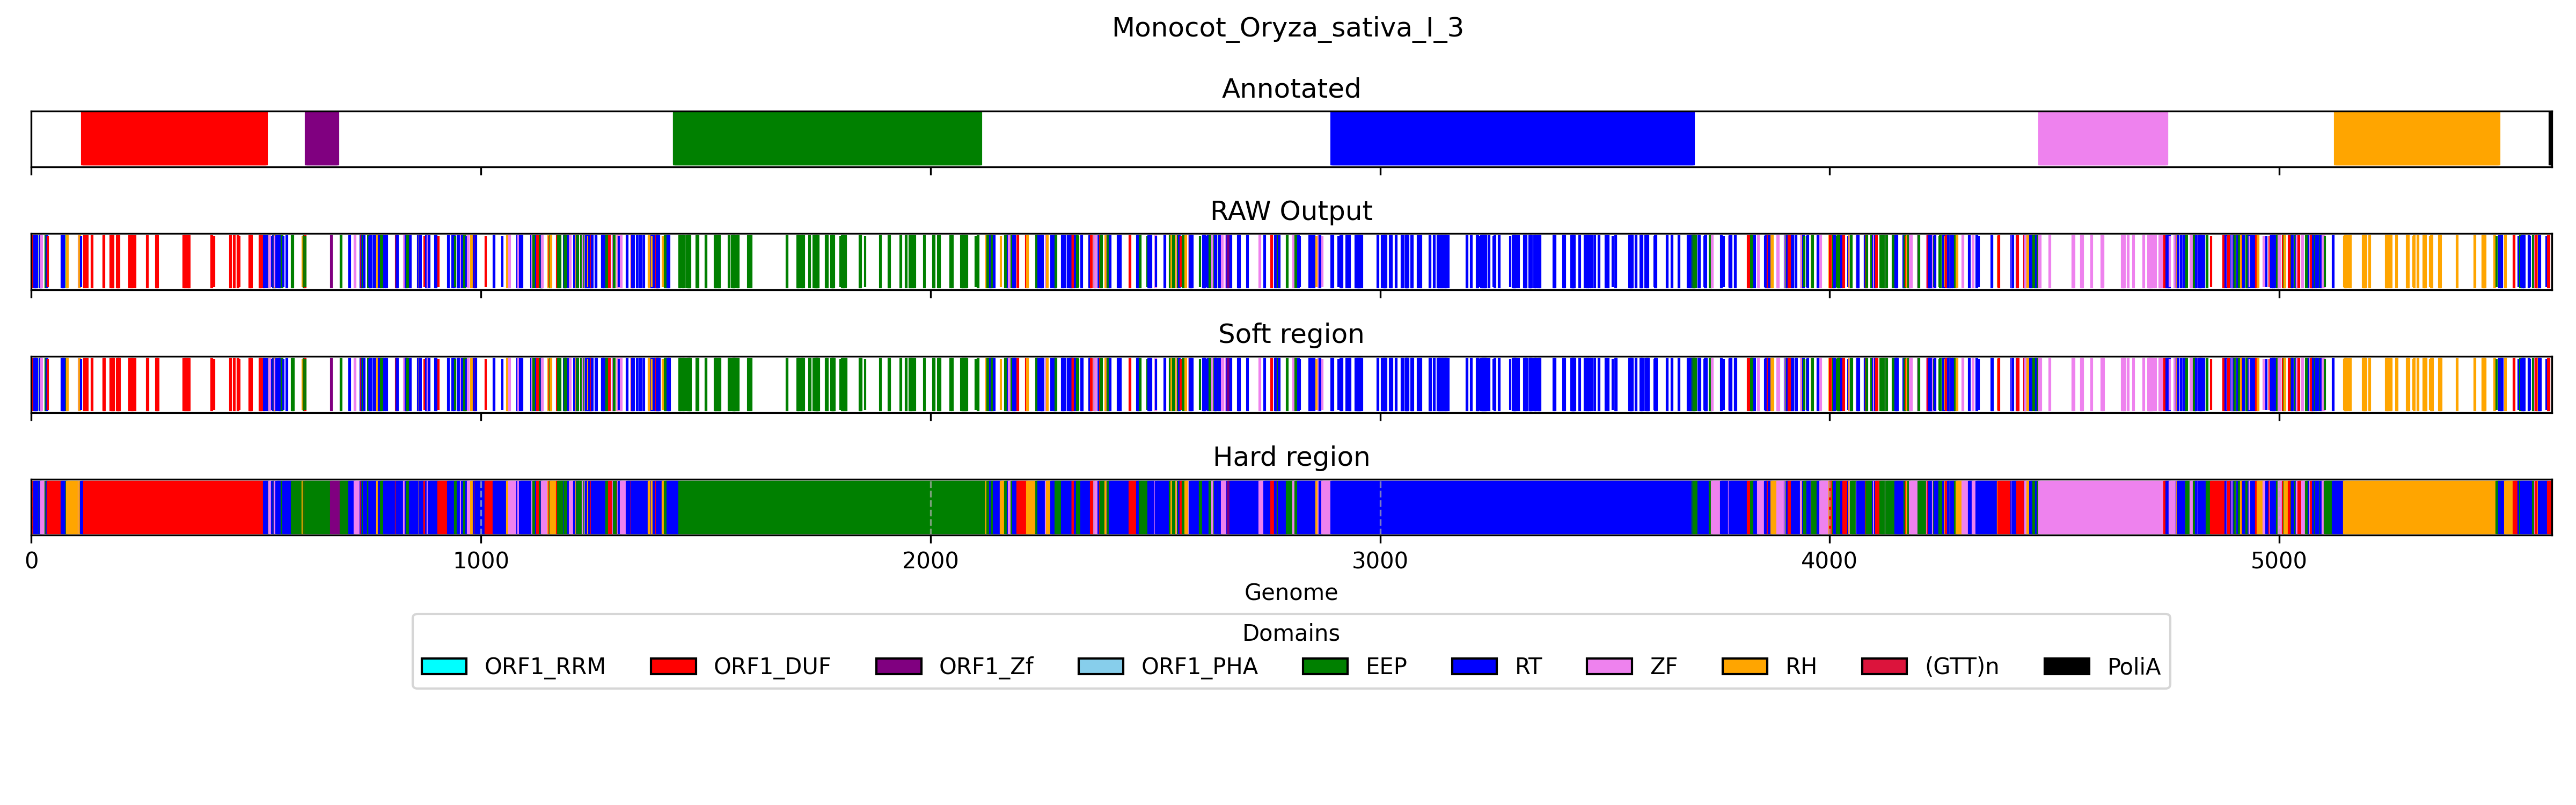 Monocot_Oryza_sativa_I_3
Annotated
RAW Output
Soft region
Hard region
0 1000 2000 3000 4000 5000
Genome
Domains
ORF1_RRM ORF1_DUF ORF1_Zf ORF1_PHA EEP RT ZF RH (GTT)n PoliA